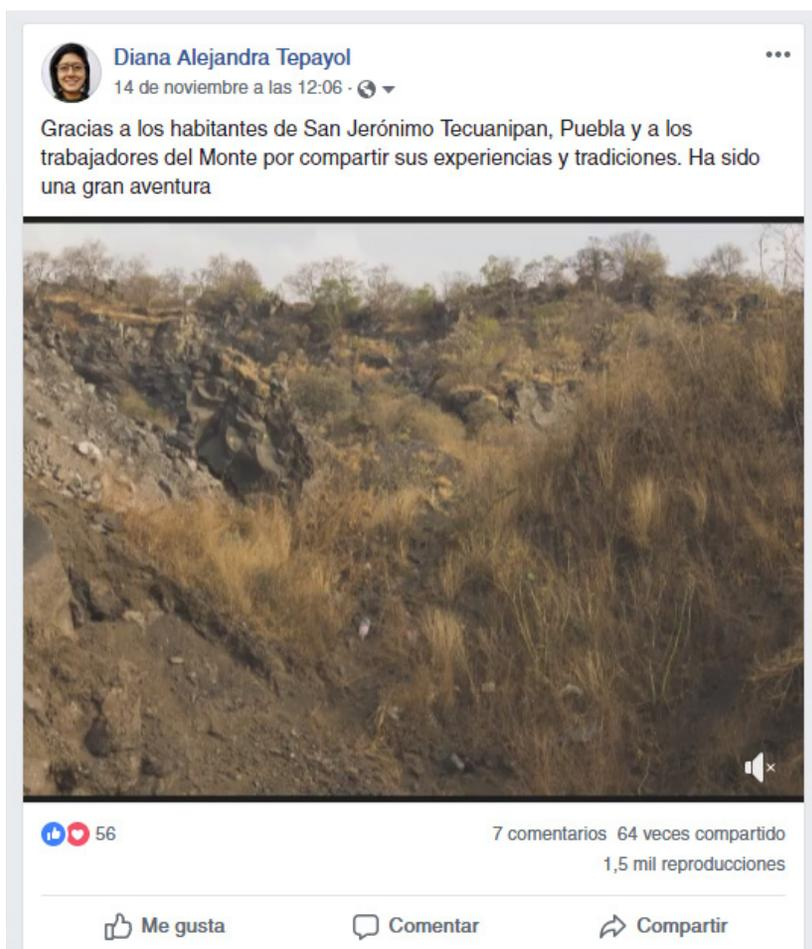 Diana Alejandra Tepayol
14 de noviembre a las 12:06 ·
Gracias a los habitantes de San Jerónimo Tecuanipan, Puebla y a los
trabajadores del Monte por compartir sus experiencias y tradiciones. Ha sido
una gran aventura
56
7 comentarios 64 veces compartido
1,5 mil reproducciones
Me gusta Comentar Compartir